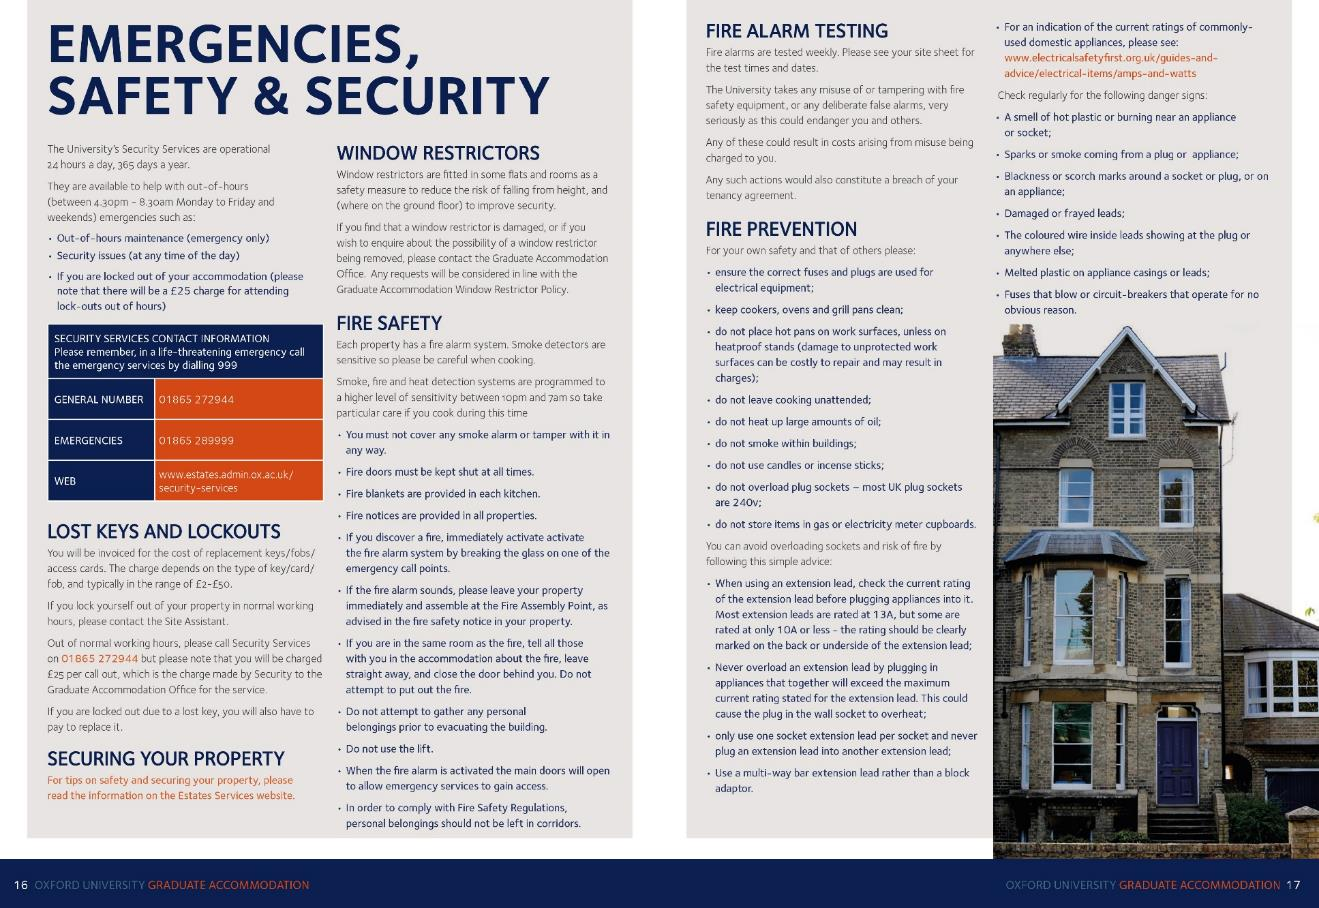 EMERGENCIES,
SAFETY & SECURITY
The University's Security Services are operational
24 hours a day, 365 days a year.
They are available to help with out-of-hours
(between 4.30pm - 8.30am Monday to Friday and
weekends) emergencies such as:
• Out-of-hours maintenance (emergency only)
• Security issues (at any time of the day)
• If you are locked out of your accommodation (please
note that there will be a £25 charge for attending
lock-outs out of hours)
SECURITY SERVICES CONTACT INFORMATION
Please remember, in a life-threatening emergency call
the emergency services by dialling 999
GENERAL NUMBER 01865 272944
EMERGENCIES 01865 289999
WEB www.estates.admin.ox.ac.uk/
security-services
LOST KEYS AND LOCKOUTS
You will be invoiced for the cost of replacement keys/fobs/
access cards. The charge depends on the type of key/card/
fob, and typically in the range of £2-£50.
If you lock yourself out of your property in normal working
hours, please contact the Site Assistant.
Out of normal working hours, please call Security Services
on 01865 272944 but please note that you will be charged
£25 per call out, which is the charge made by Security to the
Graduate Accommodation Office for the service.
If you are locked out due to a lost key, you will also have to
pay to replace it.
SECURING YOUR PROPERTY
For tips on safety and securing your property, please
read the information on the Estates Services website.
WINDOW RESTRICTORS
Window restrictors are fitted in some flats and rooms as a
safety measure to reduce the risk of falling from height, and
(where on the ground floor) to improve security.
If you find that a window restrictor is damaged, or if you
wish to enquire about the possibility of a window restrictor
being removed, please contact the Graduate Accommodation
Office. Any requests will be considered in line with the
Graduate Accommodation Window Restrictor Policy.
FIRE SAFETY
Each property has a fire alarm system. Smoke detectors are
sensitive so please be careful when cooking.
Smoke, fire and heat detection systems are programmed to
a higher level of sensitivity between 10pm and 7am so take
particular care if you cook during this time
• You must not cover any smoke alarm or tamper with it in
any way.
• Fire doors must be kept shut at all times.
• Fire blankets are provided in each kitchen.
• Fire notices are provided in all properties.
• If you discover a fire, immediately activate activate
the fire alarm system by breaking the glass on one of the
emergency call points.
• If the fire alarm sounds, please leave your property
immediately and assemble at the Fire Assembly Point, as
advised in the fire safety notice in your property.
• If you are in the same room as the fire, tell all those
with you in the accommodation about the fire, leave
straight away, and close the door behind you. Do not
attempt to put out the fire.
• Do not attempt to gather any personal
belongings prior to evacuating the building.
• Do not use the lift.
• When the fire alarm is activated the main doors will open
to allow emergency services to gain access.
• In order to comply with Fire Safety Regulations,
personal belongings should not be left in corridors.
16 OXFORD UNIVERSITY GRADUATE ACCOMMODATION
FIRE ALARM TESTING
Fire alarms are tested weekly. Please see your site sheet for
the test times and dates.
The University takes any misuse of or tampering with fire
safety equipment, or any deliberate false alarms, very
seriously as this could endanger you and others.
Any of these could result in costs arising from misuse being
charged to you.
Any such actions would also constitute a breach of your
tenancy agreement.
FIRE PREVENTION
For your own safety and that of others please:
• ensure the correct fuses and plugs are used for
electrical equipment;
• keep cookers, ovens and grill pans clean;
• do not place hot pans on work surfaces, unless on
heatproof stands (damage to unprotected work
surfaces can be costly to repair and may result in
charges);
• do not leave cooking unattended;
• do not heat up large amounts of oil;
• do not smoke within buildings;
• do not use candles or incense sticks;
• do not overload plug sockets – most UK plug sockets
are 240v;
• do not store items in gas or electricity meter cupboards.
You can avoid overloading sockets and risk of fire by
following this simple advice:
• When using an extension lead, check the current rating
of the extension lead before plugging appliances into it.
Most extension leads are rated at 13A, but some are
rated at only 10A or less - the rating should be clearly
marked on the back or underside of the extension lead;
• Never overload an extension lead by plugging in
appliances that together will exceed the maximum
current rating stated for the extension lead. This could
cause the plug in the wall socket to overheat;
• only use one socket extension lead per socket and never
plug an extension lead into another extension lead;
• Use a multi-way bar extension lead rather than a block
adaptor.
• For an indication of the current ratings of commonly-
used domestic appliances, please see:
www.electricalsafetyfirst.org.uk/guides-and-
advice/electrical-items/amps-and-watts
Check regularly for the following danger signs:
• A smell of hot plastic or burning near an appliance
or socket;
• Sparks or smoke coming from a plug or appliance;
• Blackness or scorch marks around a socket or plug, or on
an appliance;
• Damaged or frayed leads;
• The coloured wire inside leads showing at the plug or
anywhere else;
• Melted plastic on appliance casings or leads;
• Fuses that blow or circuit-breakers that operate for no
obvious reason.
OXFORD UNIVERSITY GRADUATE ACCOMMODATION 17